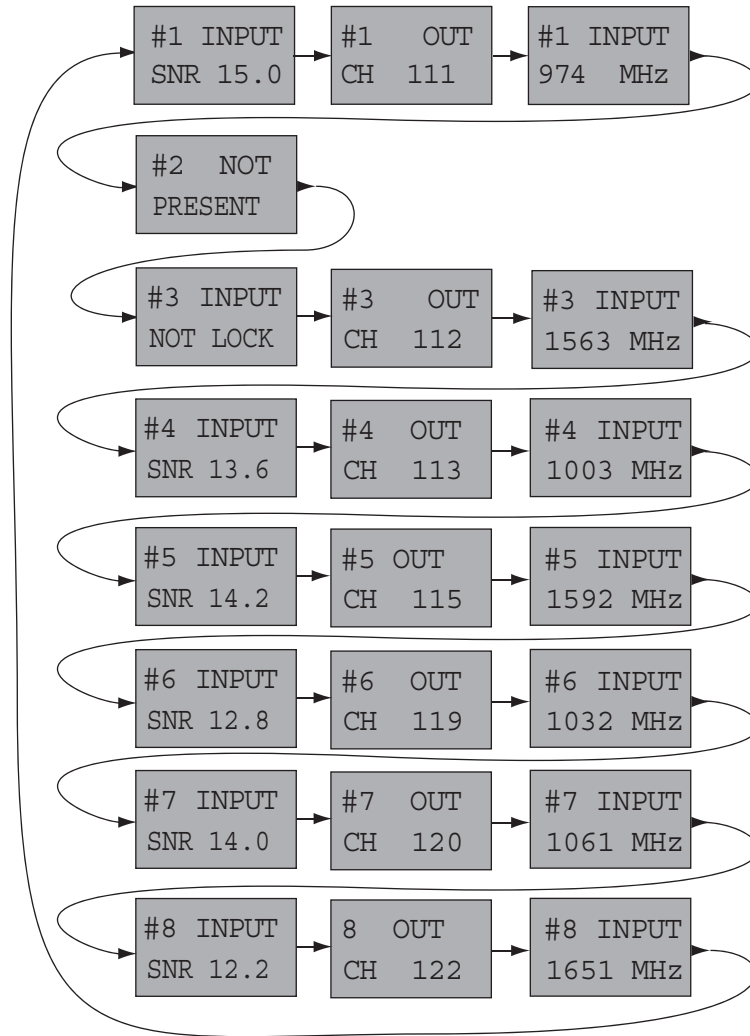 #1 INPUT
SNR 15.0
#1 OUT
CH 111
#1 INPUT
974 MHz
#2 NOT
PRESENT
#3 INPUT
NOT LOCK
#3 OUT
CH 112
#3 INPUT
1563 MHz
#4 INPUT
SNR 13.6
#4 OUT
CH 113
#4 INPUT
1003 MHz
#5 INPUT
SNR 14.2
#5 OUT
CH 115
#5 INPUT
1592 MHz
#6 INPUT
SNR 12.8
#6 OUT
CH 119
#6 INPUT
1032 MHz
#7 INPUT
SNR 14.0
#7 OUT
CH 120
#7 INPUT
1061 MHz
#8 INPUT
SNR 12.2
8 OUT
CH 122
#8 INPUT
1651 MHz